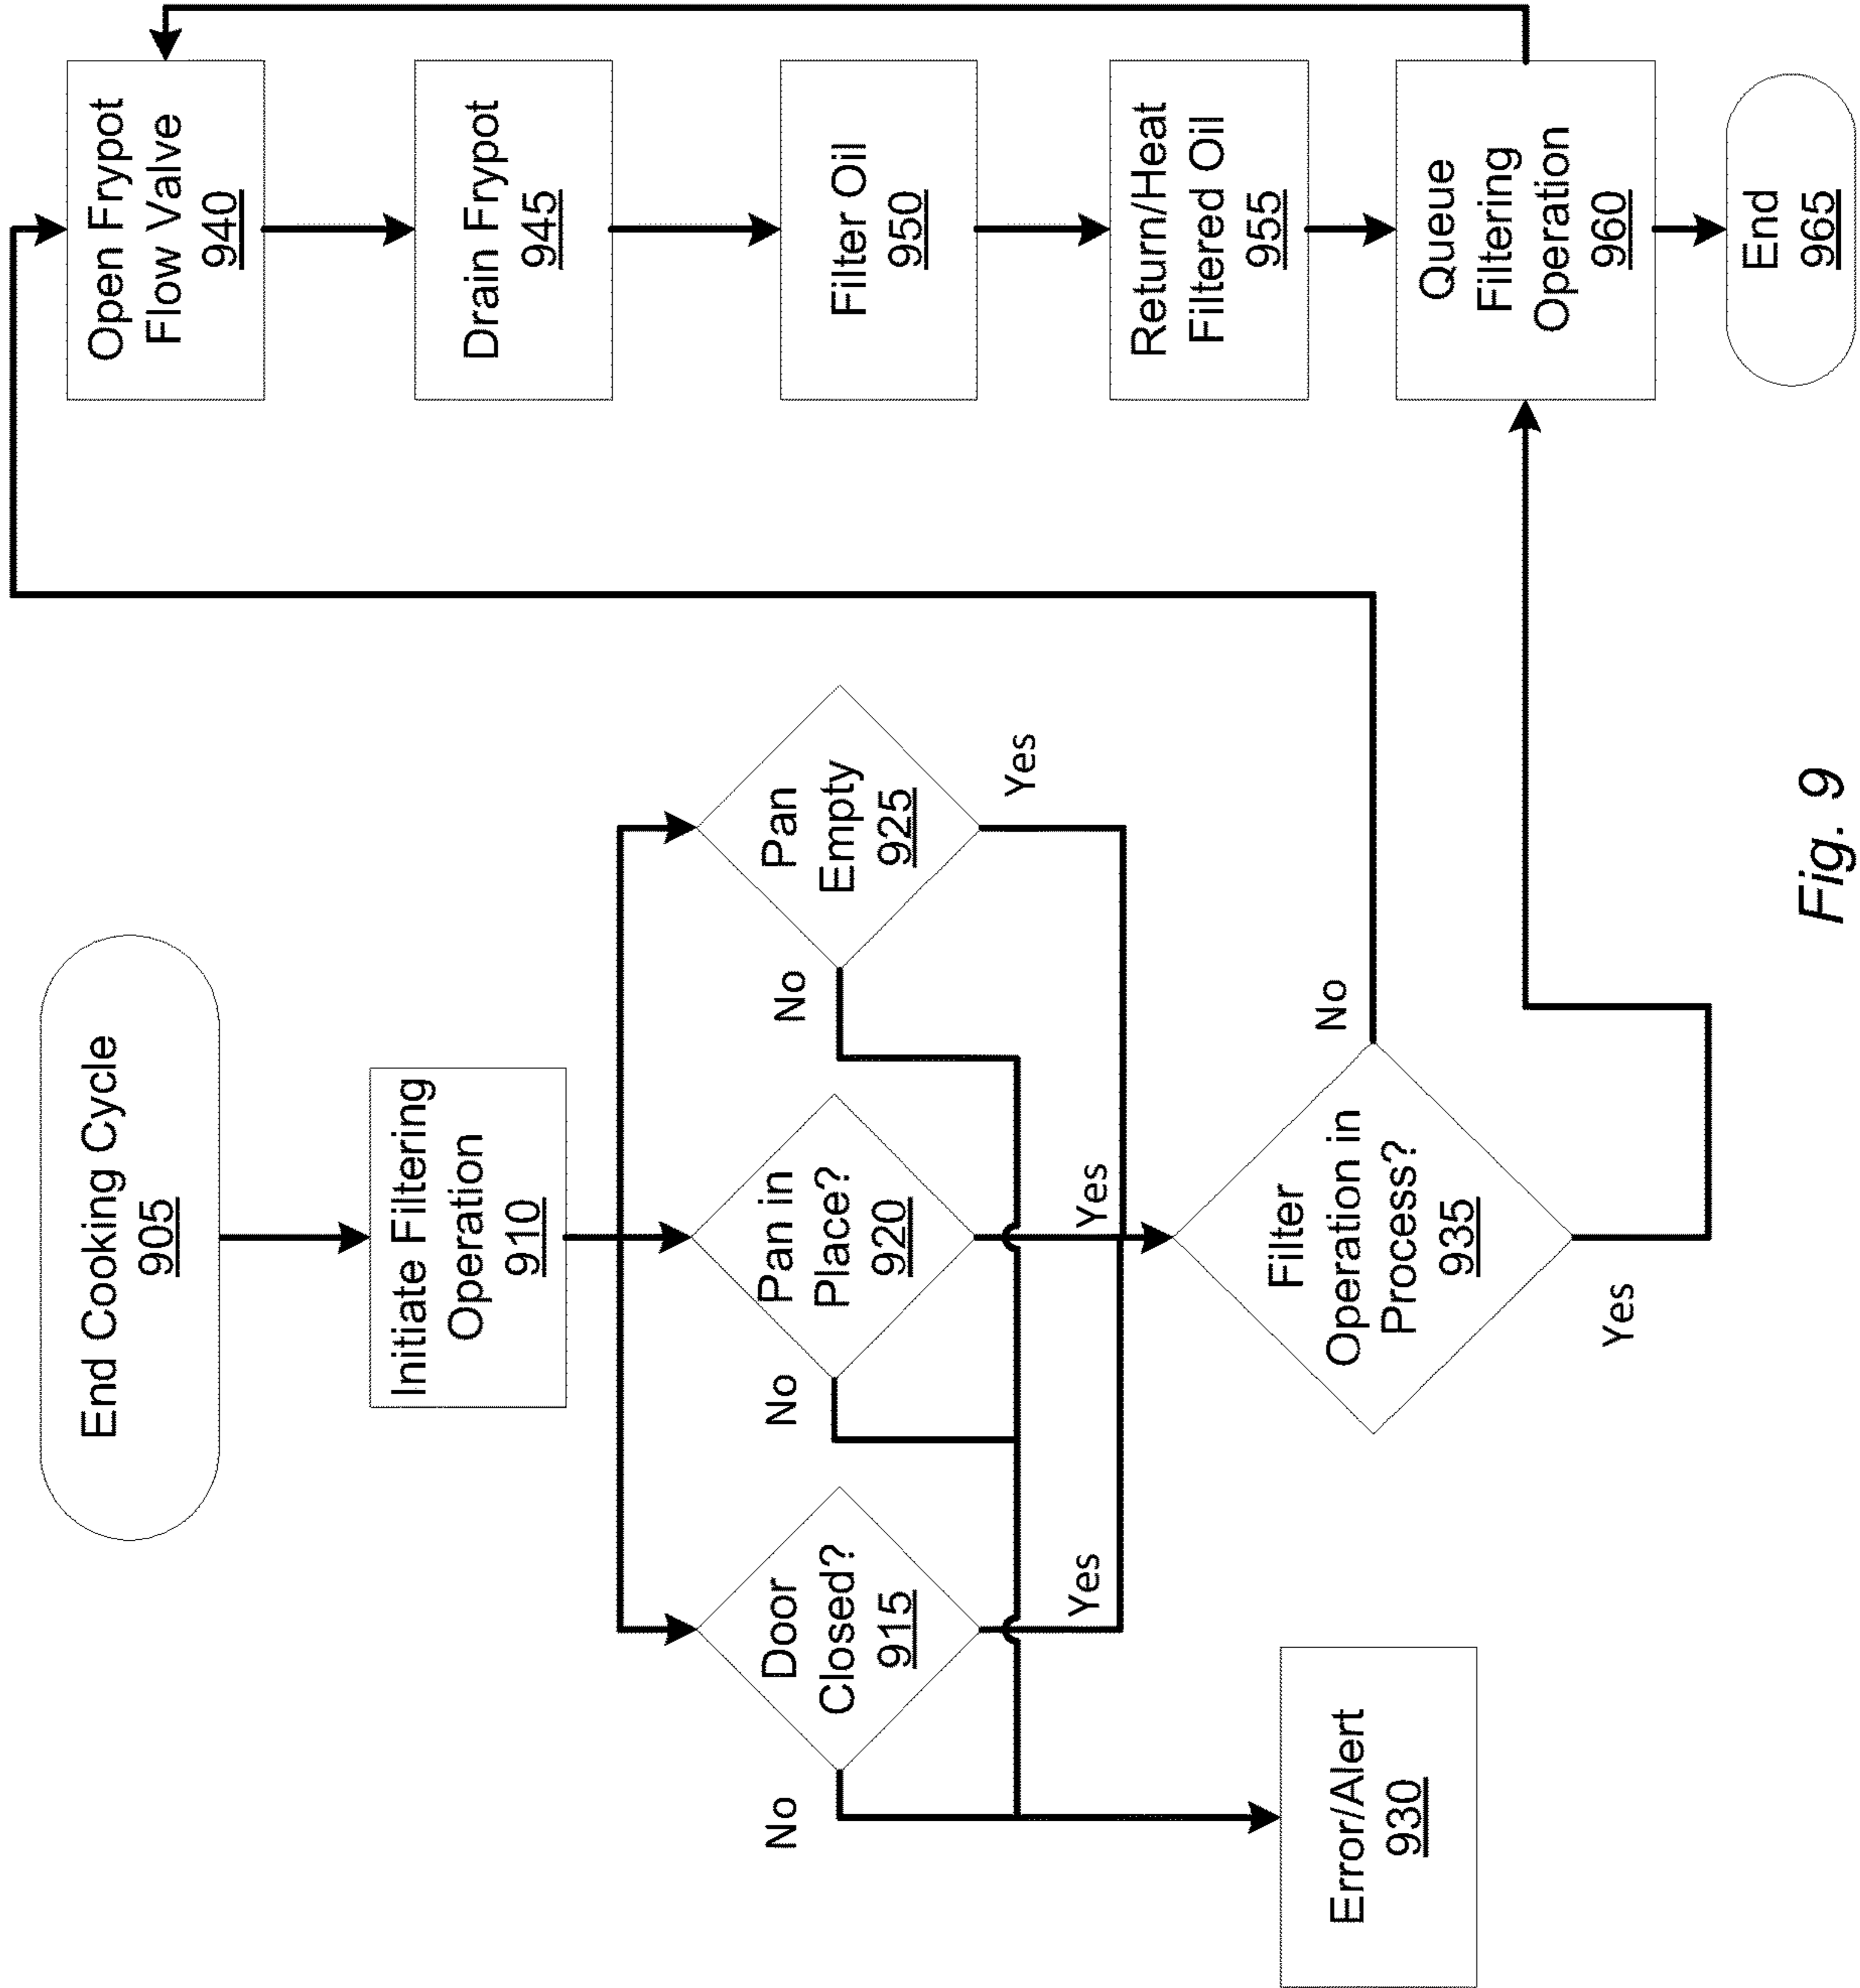 End Cooking Cycle
905
Initiate Filtering
Operation
910
Door
Closed?
915
Pan in
Place?
920
Pan
Empty
925
No
No
No
Yes
Yes
Yes
Error/Alert
930
Filter
Operation in
Process?
935
No
Yes
Open Frypot
Flow Valve
940
Drain Frypot
945
Filter Oil
950
Return/Heat
Filtered Oil
955
Queue
Filtering
Operation
960
End
965
Fig. 9